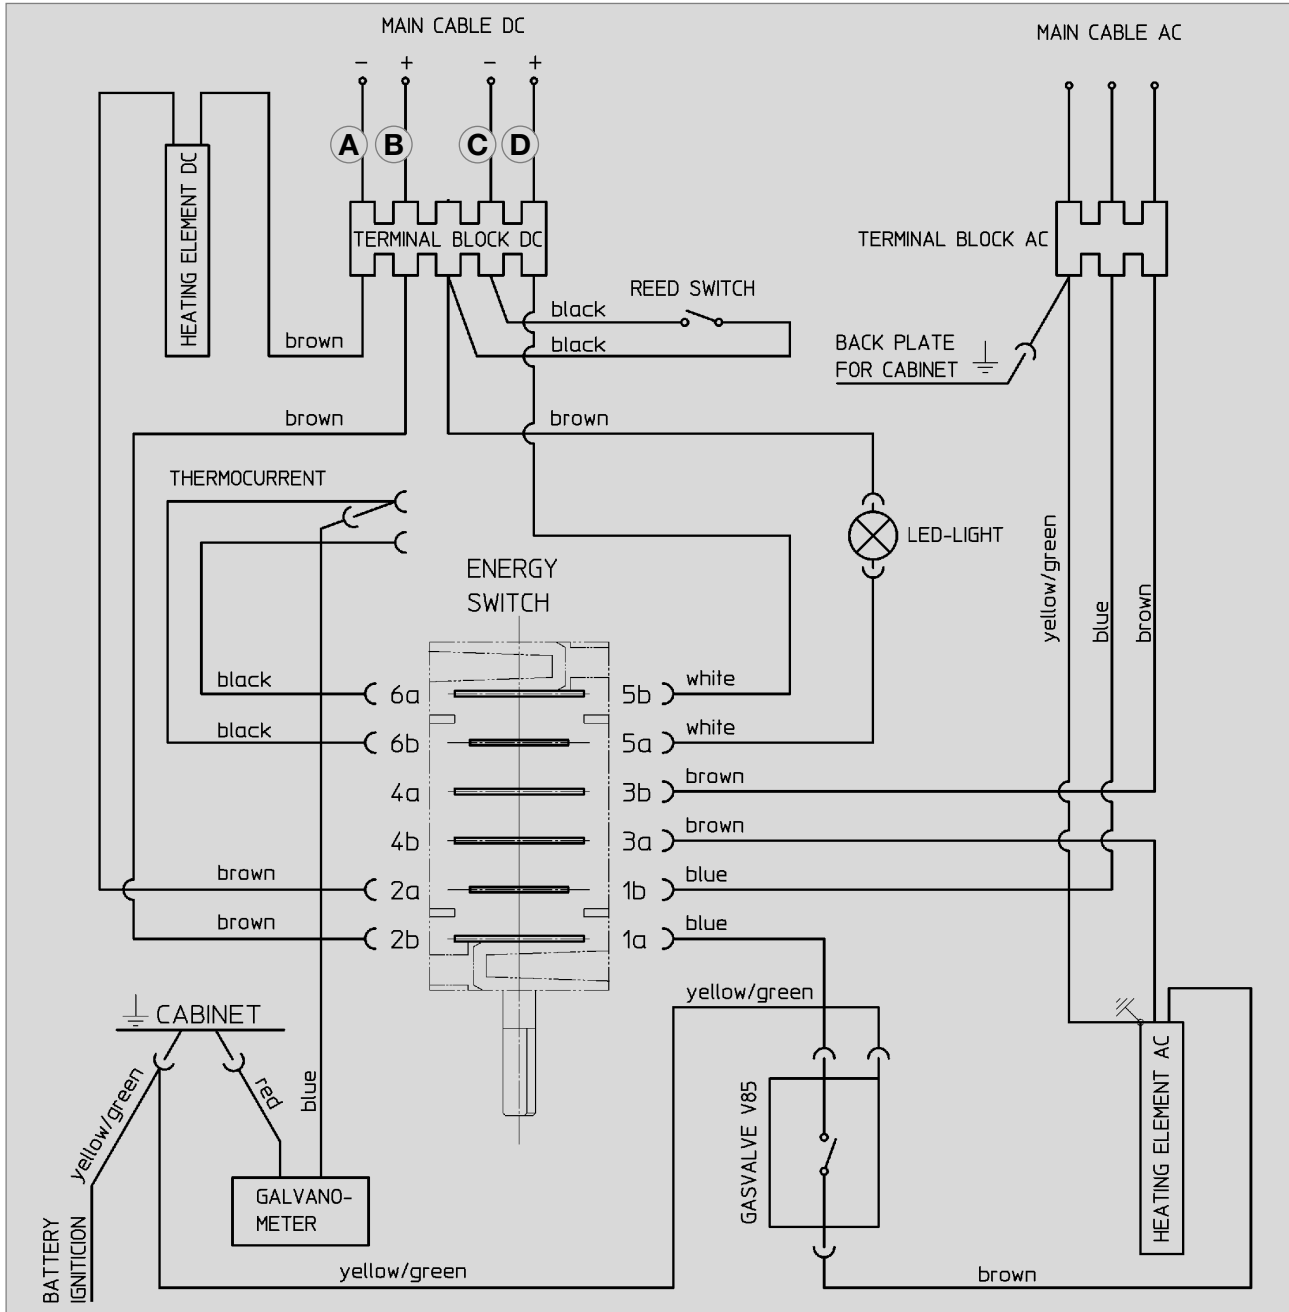 MAIN CABLE DC
MAIN CABLE AC
− + − +
A B C D
HEATING ELEMENT DC
TERMINAL BLOCK DC
TERMINAL BLOCK AC
REED SWITCH
black
black
brown
BACK PLATE
FOR CABINET
brown
brown
THERMOCURRENT
LED-LIGHT
yellow/green
blue
brown
ENERGY
SWITCH
black 6a 5b white
black 6b 5a white
4a 3b brown
4b 3a brown
brown 2a 1b blue
brown 2b 1a blue
yellow/green
CABINET
yellow/green
red
blue
GASVALVE V85
HEATING ELEMENT AC
GALVANO-
METER
BATTERY
IGNITICION
yellow/green
brown